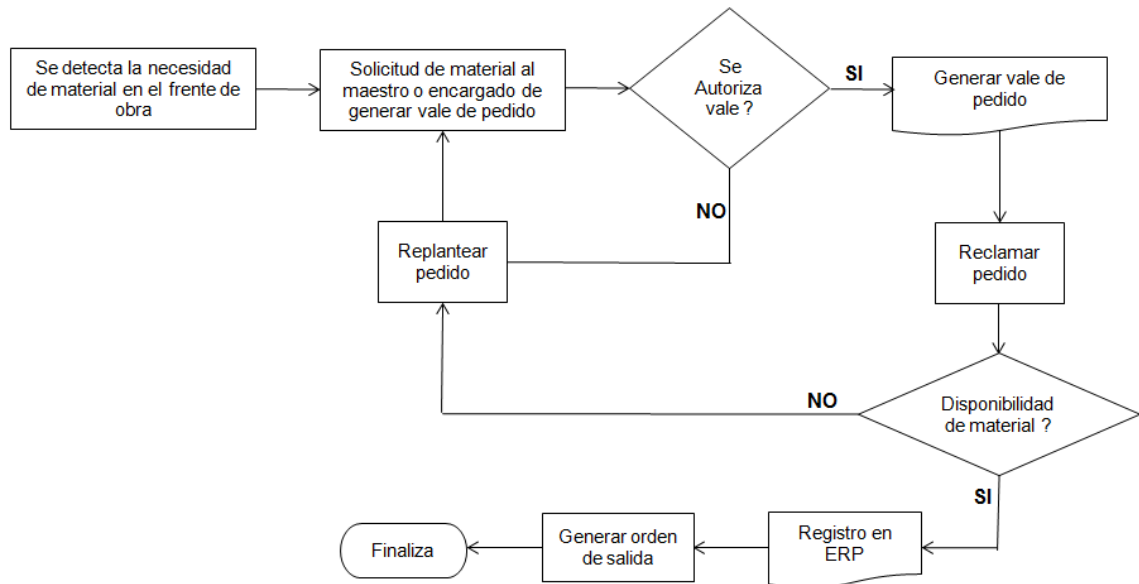 Se detecta la necesidad
de material en el frente de
obra
Solicitud de material al
maestro o encargado de
generar vale de pedido
Se
Autoriza
vale ?
SI
Generar vale de
pedido
NO
Replantear
pedido
Reclamar
pedido
NO
Disponibilidad
de material ?
SI
Registro en
ERP
Generar orden
de salida
Finaliza